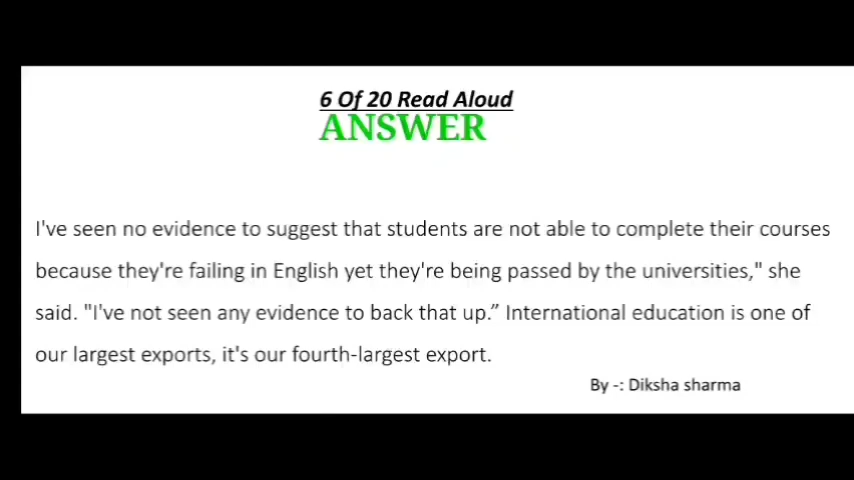 6 Of 20 Read Aloud
ANSWER
I've seen no evidence to suggest that students are not able to complete their courses
because they're failing in English yet they're being passed by the universities," she
said. "I've not seen any evidence to back that up.” International education is one of
our largest exports, it's our fourth-largest export.
By -: Diksha sharma